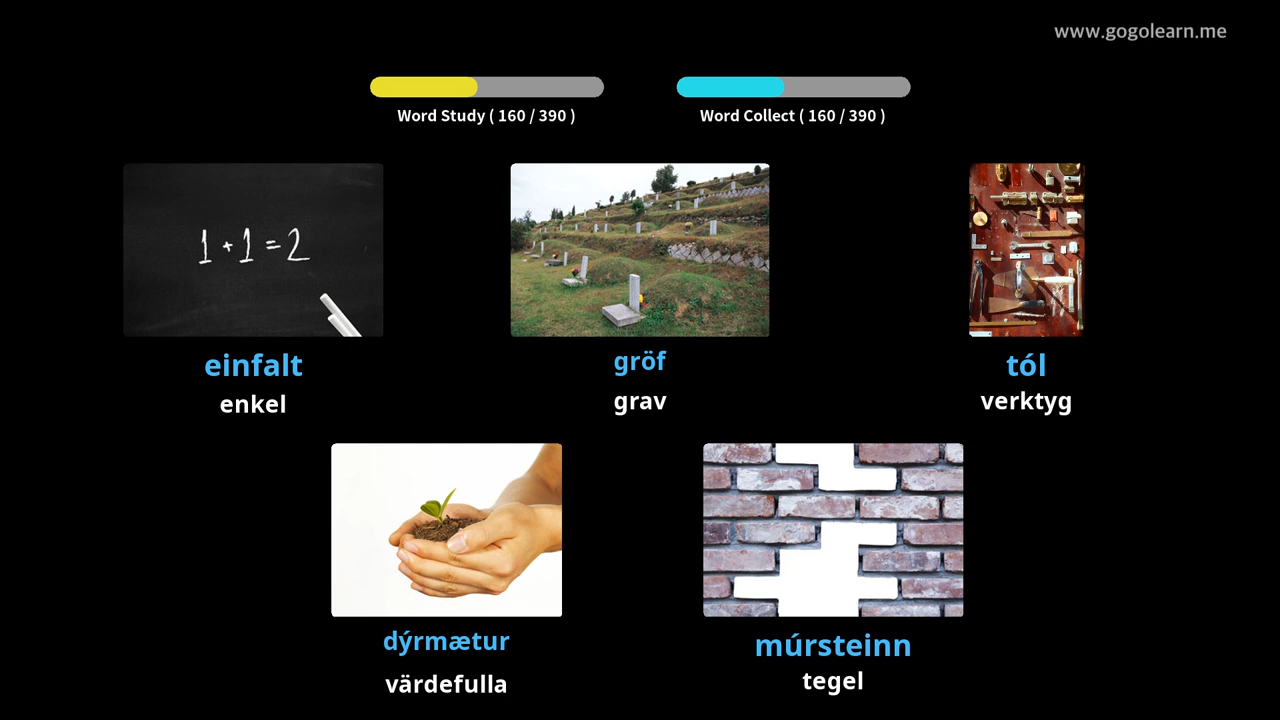 www.gogolearn.me
Word Study ( 160 / 390 )
Word Collect ( 160 / 390 )
1 + 1 = 2
einfalt
enkel
gröf
grav
tól
verktyg
dýrmætur
värdefulla
múrsteinn
tegel